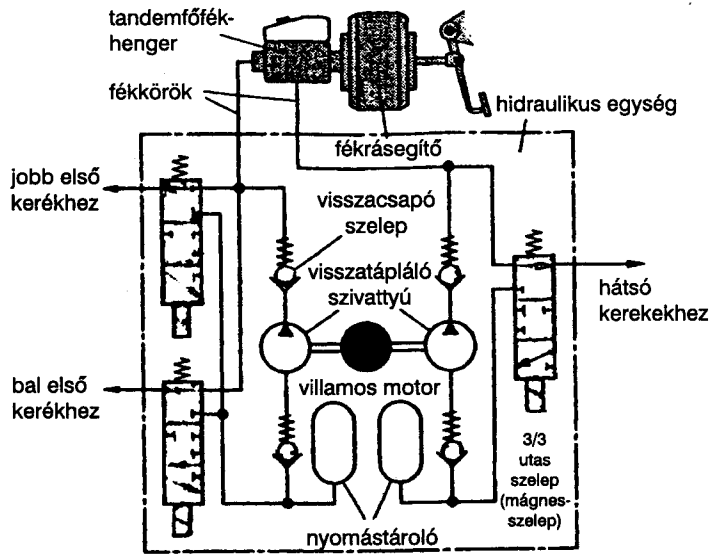 tandemfőfék-
henger
fékkörök
hidraulikus egység
fékrásegítő
jobb első
kerékhez
visszacsapó
szelep
visszatápláló
szivattyú
hátsó
kerekekhez
bal első
kerékhez
villamos motor
3/3
utas
szelep
(mágnes-
szelep)
nyomástároló